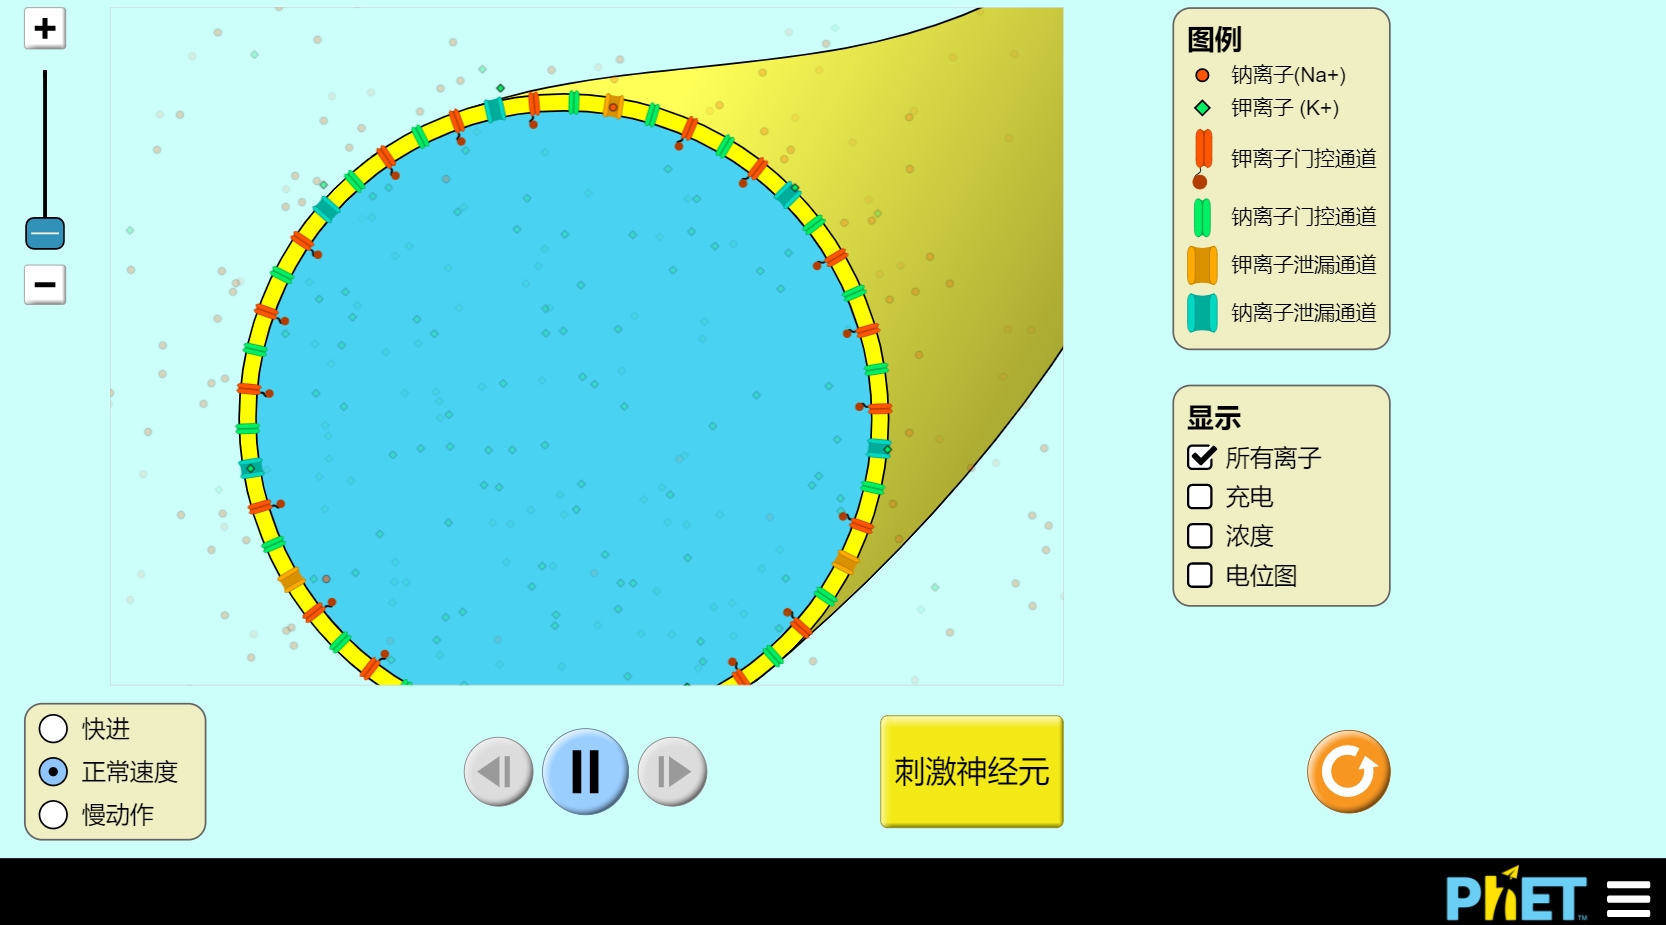 图例
钠离子(Na+)
钾离子 (K+)
钾离子门控通道
钠离子门控通道
钾离子泄漏通道
钠离子泄漏通道
显示
所有离子
充电
浓度
电位图
快进
正常速度
慢动作
刺激神经元
PhET™